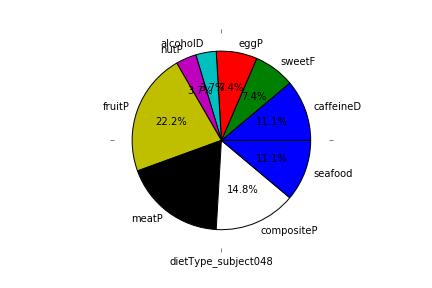 alcoholD
eggP
nutP
sweetF
fruitP
caffeineD
3.7%
7.4%
22.2%
11.1%
11.1%
seafood
14.8%
meatP
compositeP
dietType_subject048